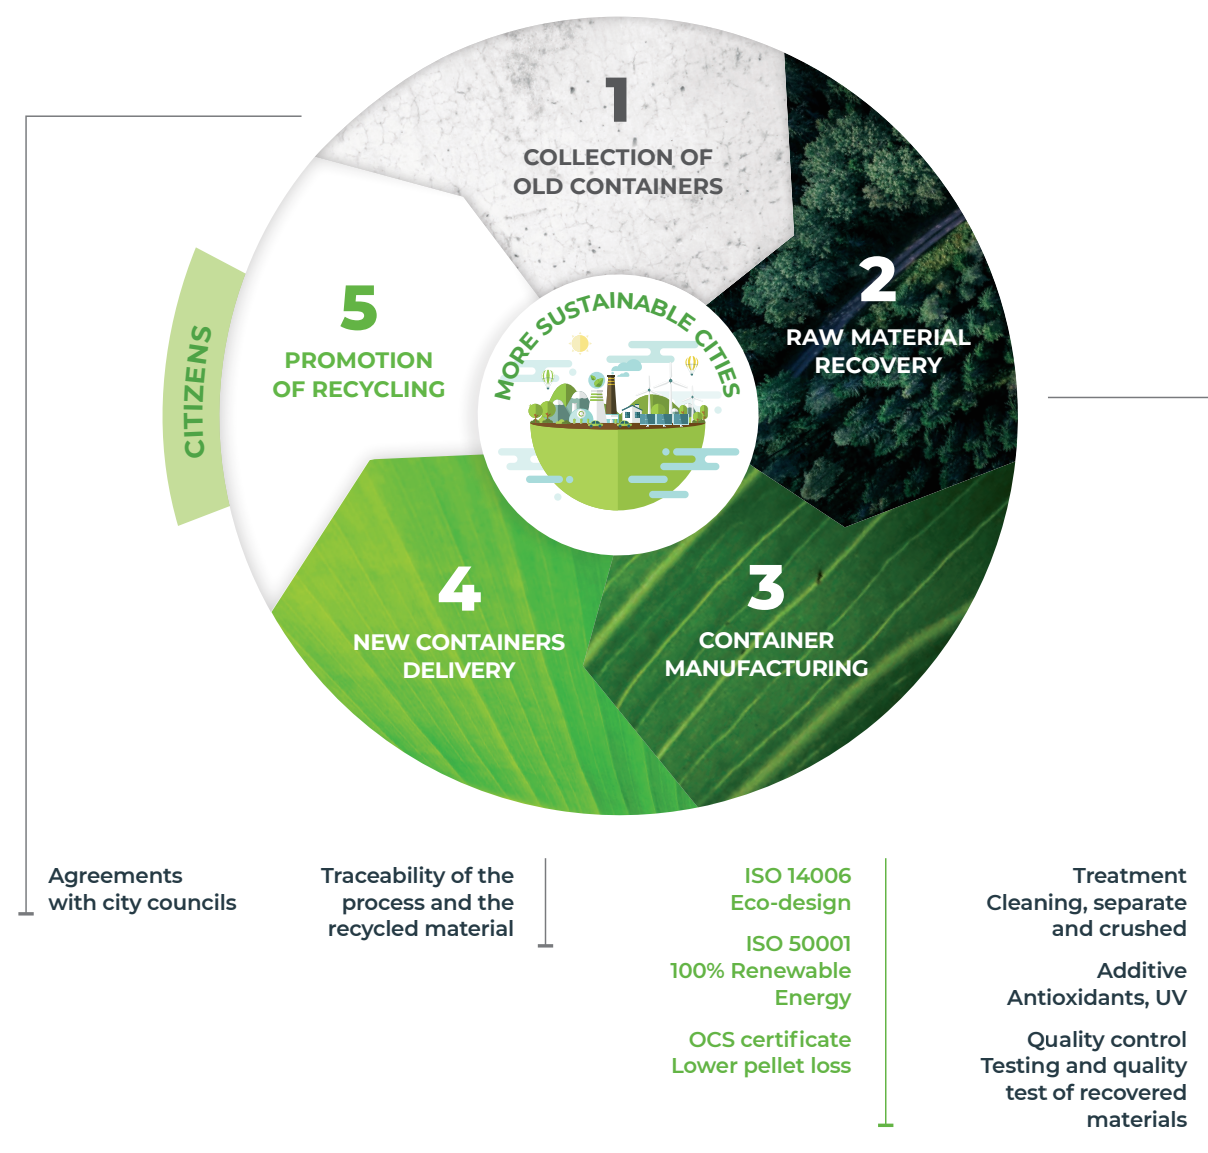 1
COLLECTION OF
OLD CONTAINERS
2
RAW MATERIAL
RECOVERY
3
CONTAINER
MANUFACTURING
4
NEW CONTAINERS
DELIVERY
5
PROMOTION
OF RECYCLING
CITIZENS
MORE SUSTAINABLE CITIES
Agreements
with city councils
Traceability of the
process and the
recycled material
ISO 14006
Eco-design
ISO 50001
100% Renewable
Energy
OCS certificate
Lower pellet loss
Treatment
Cleaning, separate
and crushed
Additive
Antioxidants, UV
Quality control
Testing and quality
test of recovered
materials